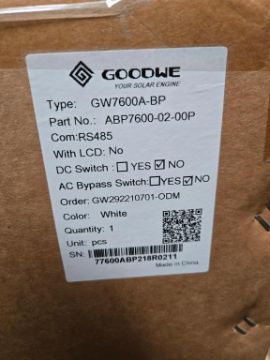 GOODWE
YOUR SOLAR ENGINE
Type: GW7600A-BP
Part No.: ABP7600-02-00P
Com:RS485
With LCD: No
DC Switch : YES NO
AC Bypass Switch: YES NO
Order: GW292210701-ODM
Color: White
Quantity: 1
Unit: pcs
SN:
77600ABP218R0211
Made in China